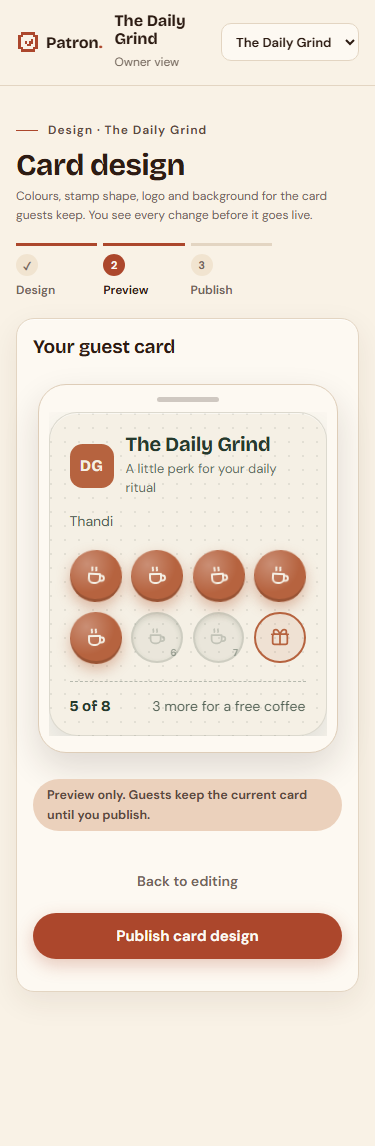 Patron.
The Daily
Grind
Owner view
The Daily Grind
Design · The Daily Grind
Card design
Colours, stamp shape, logo and background for the card
guests keep. You see every change before it goes live.
✓
Design
2
Preview
3
Publish
Your guest card
DG
The Daily Grind
A little perk for your daily
ritual
Thandi
6
7
5 of 8
3 more for a free coffee
Preview only. Guests keep the current card
until you publish.
Back to editing
Publish card design